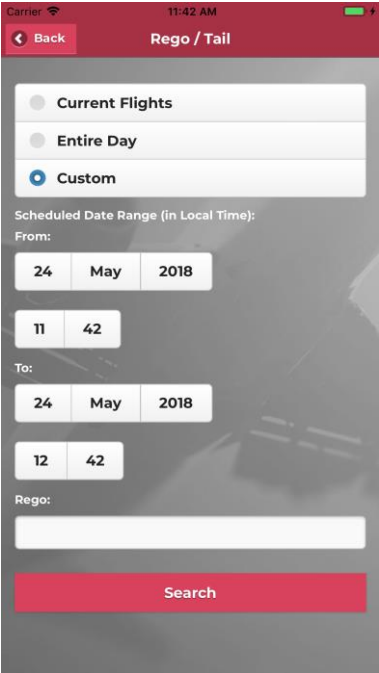 Carrier 11:42 AM
Back Rego / Tail
Current Flights
Entire Day
Custom
Scheduled Date Range (in Local Time):
From:
24 May 2018
11 42
To:
24 May 2018
12 42
Rego:
Search